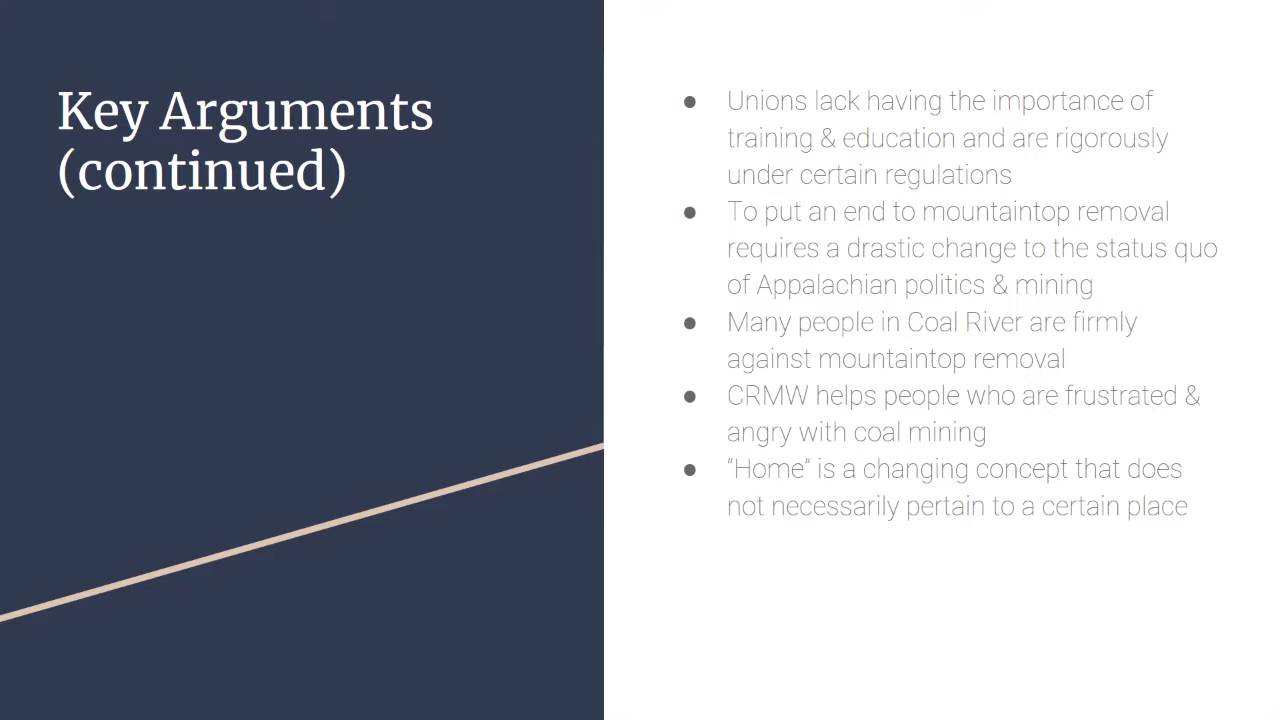 Key Arguments
(continued)
● Unions lack having the importance of
training & education and are rigorously
under certain regulations
● To put an end to mountaintop removal
requires a drastic change to the status quo
of Appalachian politics & mining
● Many people in Coal River are firmly
against mountaintop removal
● CRMW helps people who are frustrated &
angry with coal mining
● “Home” is a changing concept that does
not necessarily pertain to a certain place